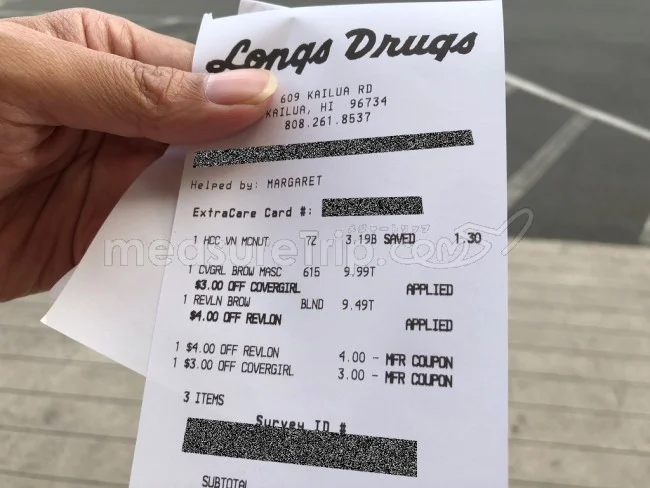 Longs Drugs
609 KAILUA RD
KAILUA, HI 96734
808.261.8537
Helped by: MARGARET
ExtraCare Card #:
1 HCC VN MCNUT 72 3.19B SAVED 1.30
medsureTrip.com
1 CVGRL BROW MASC 615 9.99T
$3.00 OFF COVERGIRL APPLIED
1 REVLN BROW BLND 9.49T
$4.00 OFF REVLON APPLIED
1 $4.00 OFF REVLON 4.00 - MFR COUPON
1 $3.00 OFF COVERGIRL 3.00 - MFR COUPON
3 ITEMS
Survey ID #
SUBTOTAL